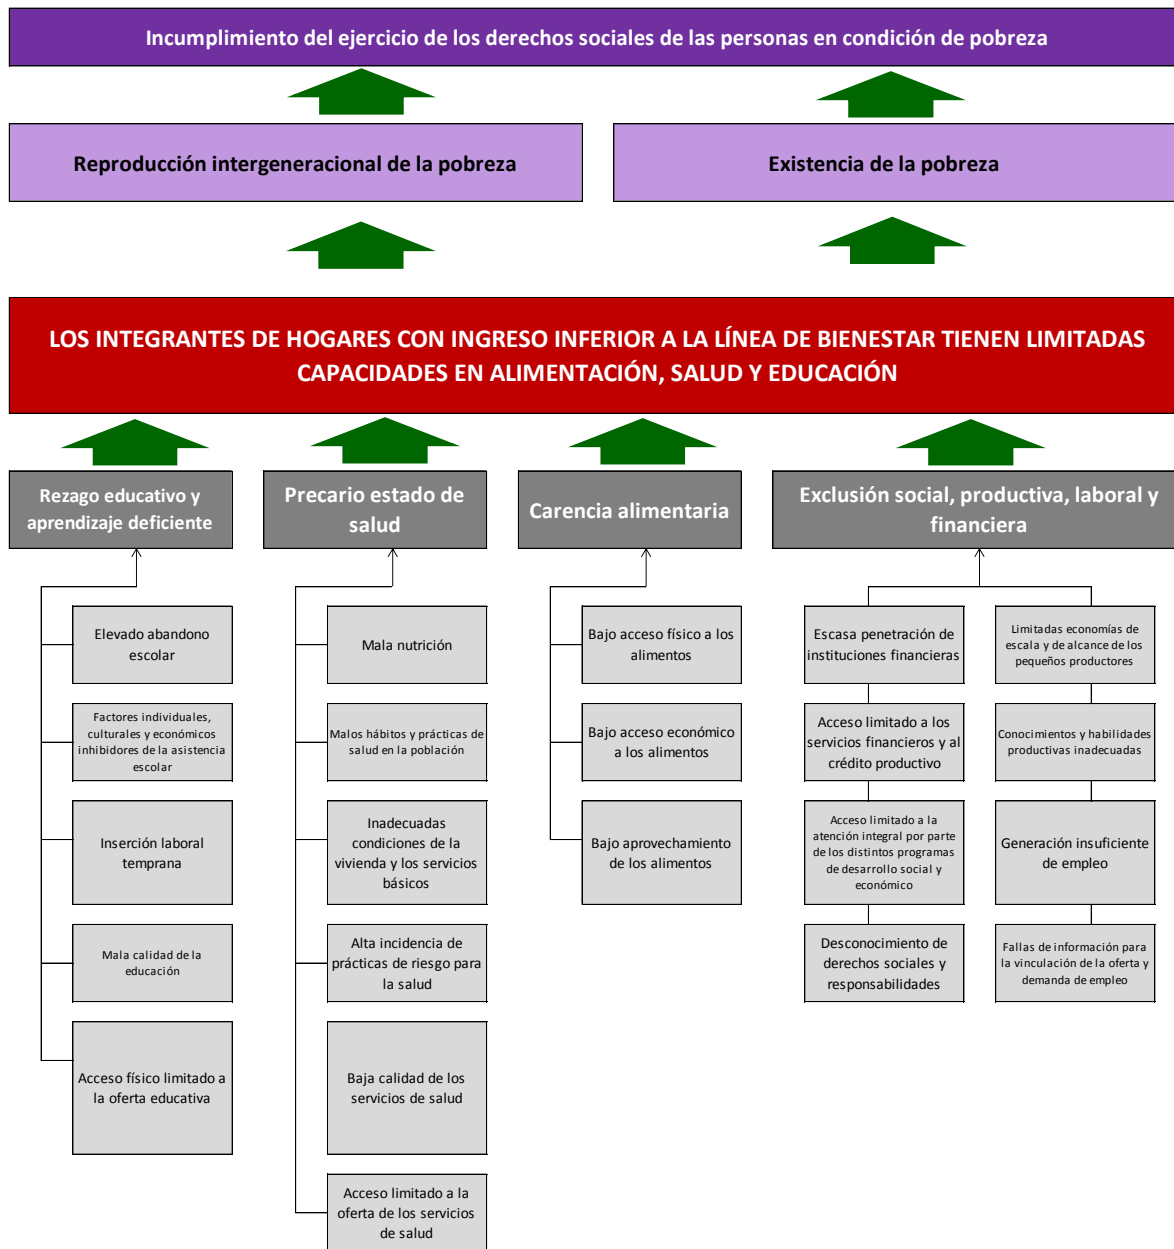 Incumplimiento del ejercicio de los derechos sociales de las personas en condición de pobreza
Reproducción intergeneracional de la pobreza
Existencia de la pobreza
LOS INTEGRANTES DE HOGARES CON INGRESO INFERIOR A LA LÍNEA DE BIENESTAR TIENEN LIMITADAS
CAPACIDADES EN ALIMENTACIÓN, SALUD Y EDUCACIÓN
Rezago educativo y
aprendizaje deficiente
Elevado abandono
escolar
Factores individuales,
culturales y económicos
inhibidores de la asistencia
escolar
Inserción laboral
temprana
Mala calidad de la
educación
Acceso físico limitado a
la oferta educativa
Precario estado de
salud
Mala nutrición
Malos hábitos y prácticas de
salud en la población
Inadecuadas
condiciones de la
vivienda y los servicios
básicos
Alta incidencia de
prácticas de riesgo para
la salud
Baja calidad de los
servicios de salud
Acceso limitado a la
oferta de los servicios
de salud
Carencia alimentaria
Bajo acceso físico a los
alimentos
Bajo acceso económico
a los alimentos
Bajo aprovechamiento
de los alimentos
Exclusión social, productiva, laboral y
financiera
Escasa penetración de
instituciones financieras
Acceso limitado a los
servicios financieros y al
crédito productivo
Acceso limitado a la
atención integral por parte
de los distintos programas
de desarrollo social y
económico
Desconocimiento de
derechos sociales y
responsabilidades
Limitadas economías de
escala y de alcance de los
pequeños productores
Conocimientos y habilidades
productivas inadecuadas
Generación insuficiente
de empleo
Fallas de información para
la vinculación de la oferta y
demanda de empleo